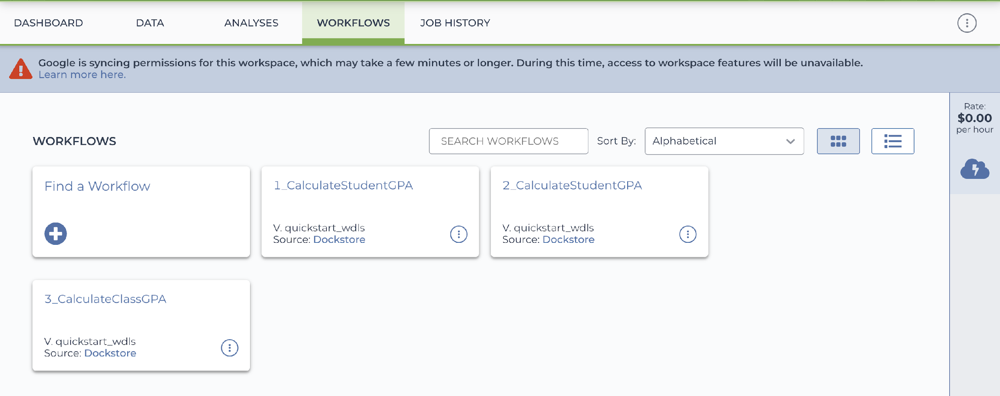 DASHBOARD
DATA
ANALYSES
WORKFLOWS
JOB HISTORY
Google is syncing permissions for this workspace, which may take a few minutes or longer. During this time, access to workspace features will be unavailable.
Learn more here.
Rate:
$0.00
per hour
WORKFLOWS
SEARCH WORKFLOWS
Sort By:
Alphabetical
Find a Workflow
1_CalculateStudentGPA
V. quickstart_wdls
Source: Dockstore
2_CalculateStudentGPA
V. quickstart_wdls
Source: Dockstore
3_CalculateClassGPA
V. quickstart_wdls
Source: Dockstore